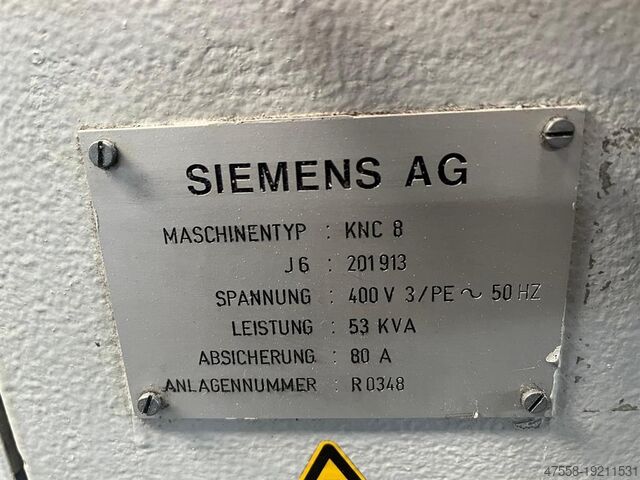 SIEMENS AG
MASCHINENTYP : KNC 8
J6 : 201913
SPANNUNG : 400 V 3/PE ~ 50 HZ
LEISTUNG : 53 KVA
ABSICHERUNG : 80 A
ANLAGENNUMMER : R0348
47558-19211531